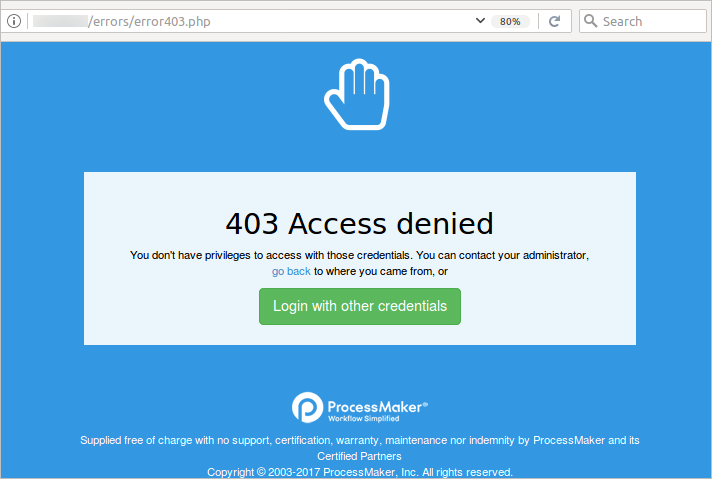 /errors/error403.php
80%
Search
403 Access denied
You don't have privileges to access with those credentials. You can contact your administrator,
go back to where you came from, or
Login with other credentials
ProcessMaker®
Workflow Simplified
Supplied free of charge with no support, certification, warranty, maintenance nor indemnity by ProcessMaker and its
Certified Partners
Copyright © 2003-2017 ProcessMaker, Inc. All rights reserved.